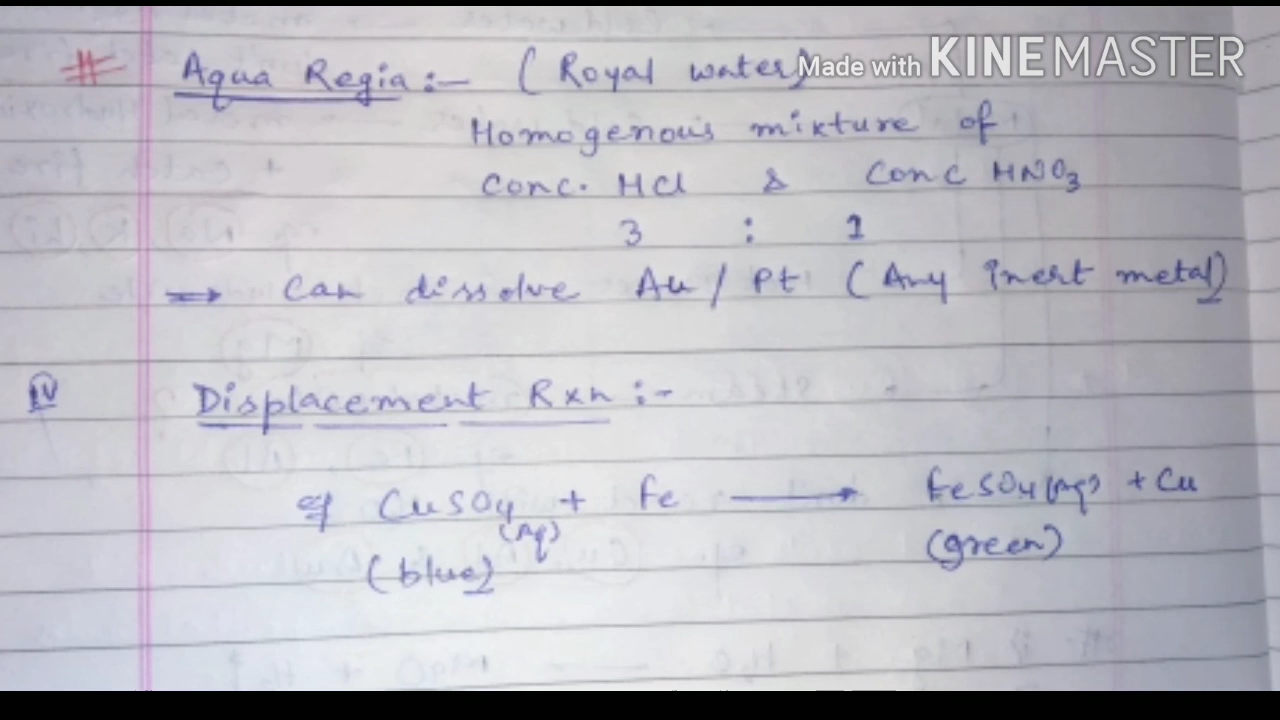 Made with KINEMASTER
# Aqua Regia :- (Royal water)
Homogenous mixture of
conc. HCl & conc HNO3
3 : 1
→ Can dissolve Au / Pt (Any inert metal)
IV Displacement Rxn :-
eg CuSO4 (Aq) + Fe → FeSO4 (Aq) + Cu
(blue) (green)